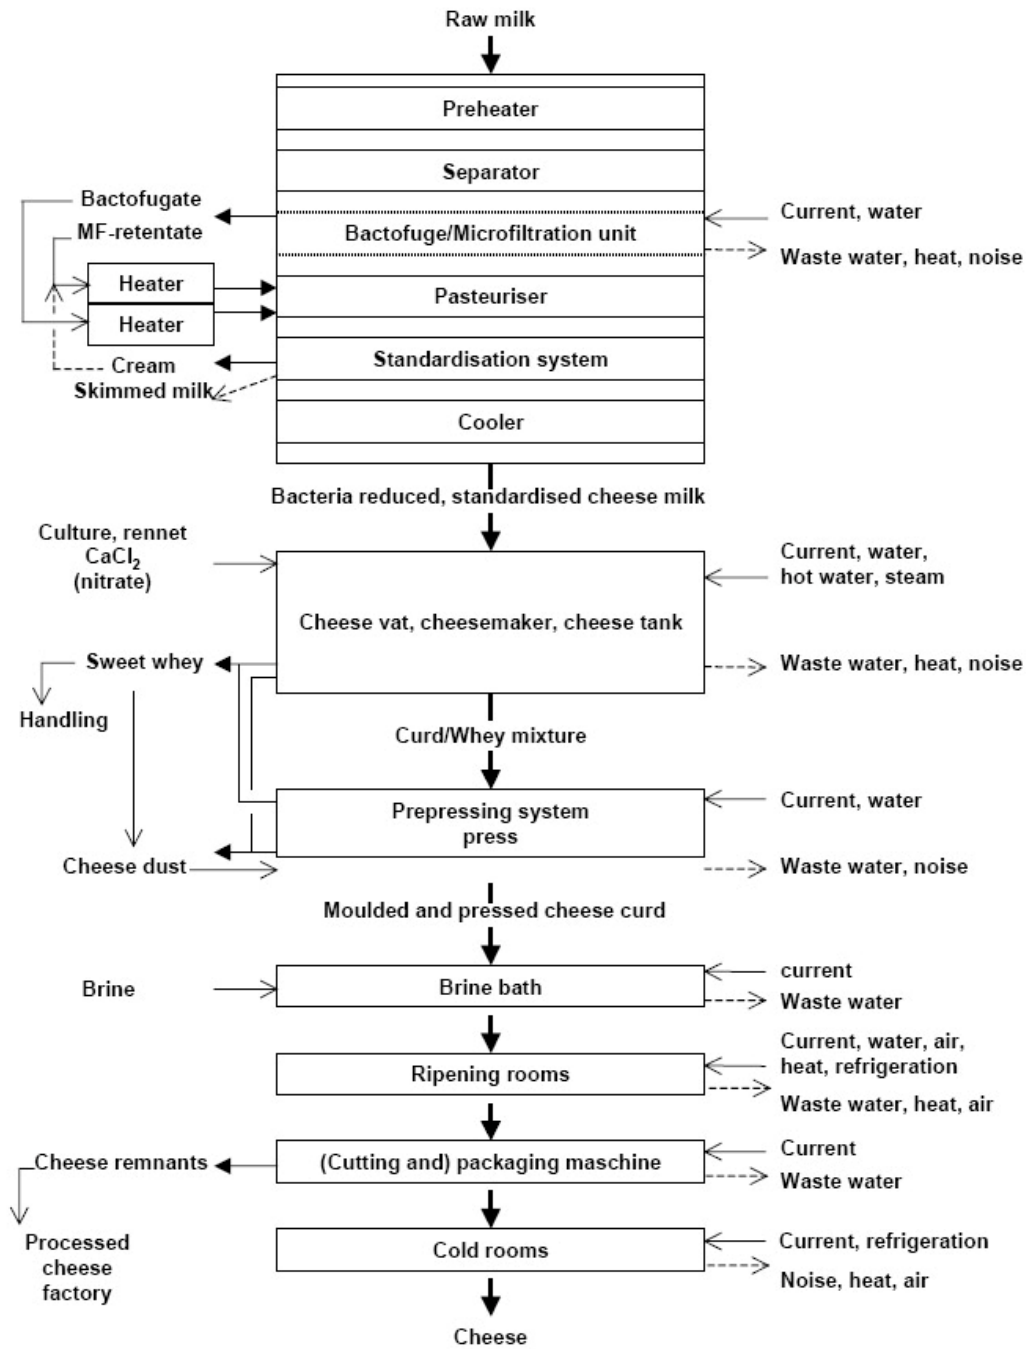 Raw milk
Preheater
Separator
Bactofugate
MF-retentate
Bactofuge/Microfiltration unit
Current, water
Waste water, heat, noise
Heater
Heater
Pasteuriser
Cream
Skimmed milk
Standardisation system
Cooler
Bacteria reduced, standardised cheese milk
Culture, rennet
CaCl₂
(nitrate)
Current, water,
hot water, steam
Cheese vat, cheesemaker, cheese tank
Sweet whey
Waste water, heat, noise
Handling
Curd/Whey mixture
Prepressing system
press
Current, water
Cheese dust
Waste water, noise
Moulded and pressed cheese curd
Brine
Brine bath
current
Waste water
Ripening rooms
Current, water, air,
heat, refrigeration
Waste water, heat, air
Cheese remnants
(Cutting and) packaging maschine
Current
Waste water
Processed
cheese
factory
Cold rooms
Current, refrigeration
Noise, heat, air
Cheese